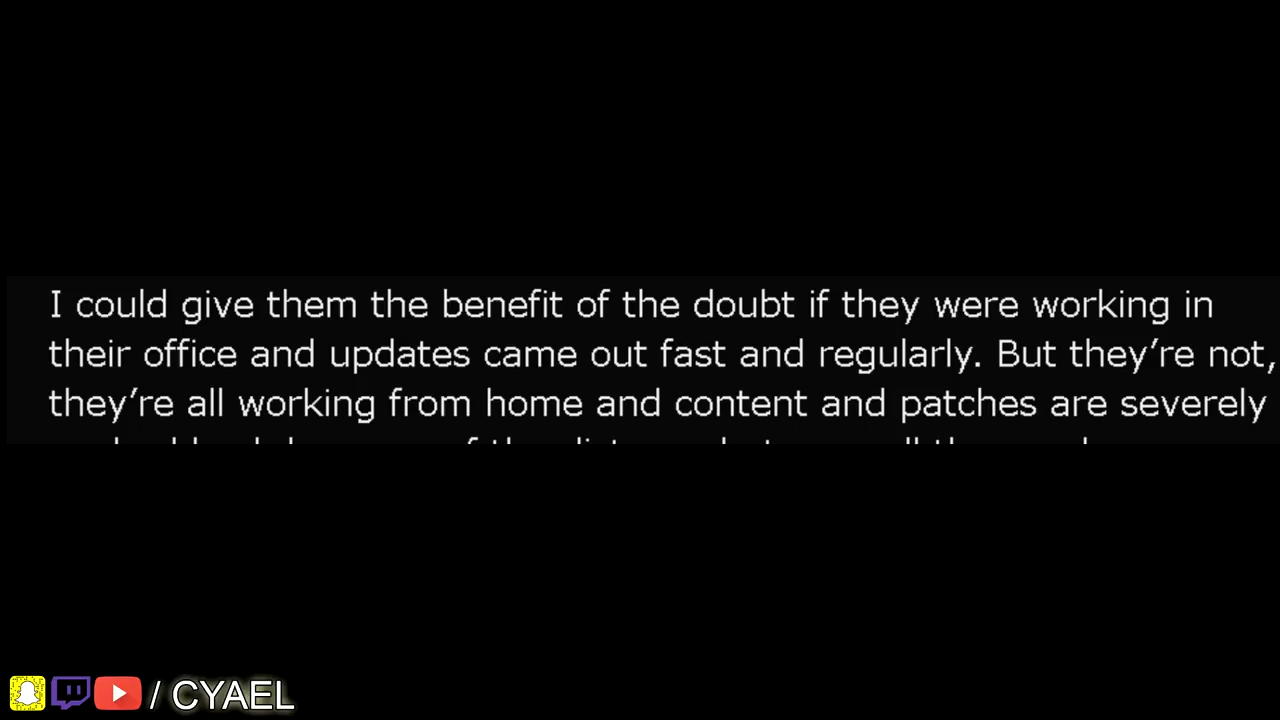 I could give them the benefit of the doubt if they were working in
their office and updates came out fast and regularly. But they’re not,
they’re all working from home and content and patches are severely
/ CYAEL